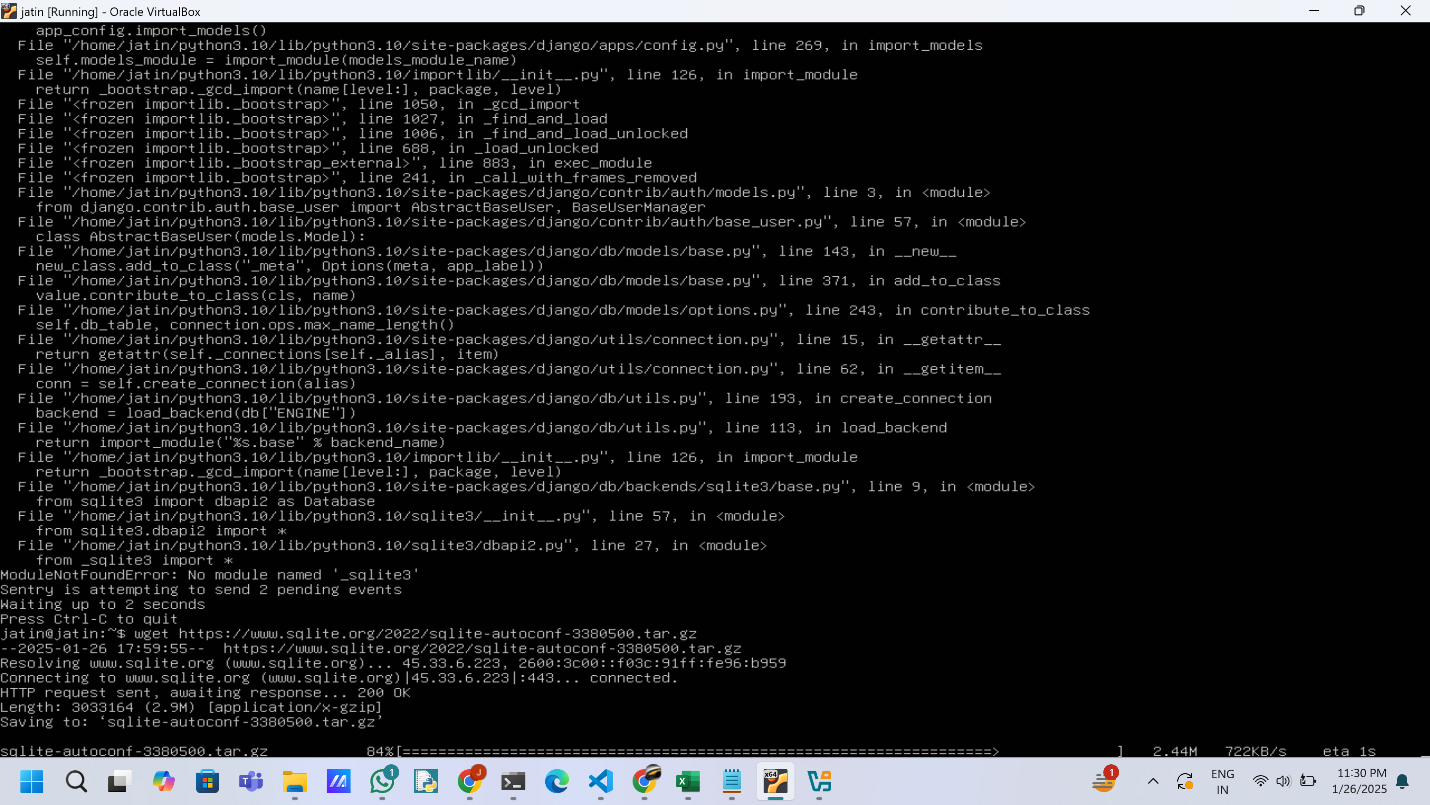 jatin [Running] - Oracle VirtualBox
    app_config.import_models()
  File "/home/jatin/python3.10/lib/python3.10/site-packages/django/apps/config.py", line 269, in import_models
    self.models_module = import_module(models_module_name)
  File "/home/jatin/python3.10/lib/python3.10/importlib/__init__.py", line 126, in import_module
    return _bootstrap._gcd_import(name[level:], package, level)
  File "<frozen importlib._bootstrap>", line 1050, in _gcd_import
  File "<frozen importlib._bootstrap>", line 1027, in _find_and_load
  File "<frozen importlib._bootstrap>", line 1006, in _find_and_load_unlocked
  File "<frozen importlib._bootstrap>", line 688, in _load_unlocked
  File "<frozen importlib._bootstrap_external>", line 883, in exec_module
  File "<frozen importlib._bootstrap>", line 241, in _call_with_frames_removed
  File "/home/jatin/python3.10/lib/python3.10/site-packages/django/contrib/auth/models.py", line 3, in <module>
    from django.contrib.auth.base_user import AbstractBaseUser, BaseUserManager
  File "/home/jatin/python3.10/lib/python3.10/site-packages/django/contrib/auth/base_user.py", line 57, in <module>
    class AbstractBaseUser(models.Model):
  File "/home/jatin/python3.10/lib/python3.10/site-packages/django/db/models/base.py", line 143, in __new__
    new_class.add_to_class("_meta", Options(meta, app_label))
  File "/home/jatin/python3.10/lib/python3.10/site-packages/django/db/models/base.py", line 371, in add_to_class
    value.contribute_to_class(cls, name)
  File "/home/jatin/python3.10/lib/python3.10/site-packages/django/db/models/options.py", line 243, in contribute_to_class
    self.db_table, connection.ops.max_name_length()
  File "/home/jatin/python3.10/lib/python3.10/site-packages/django/utils/connection.py", line 15, in __getattr__
    return getattr(self._connections[self._alias], item)
  File "/home/jatin/python3.10/lib/python3.10/site-packages/django/utils/connection.py", line 62, in __getitem__
    conn = self.create_connection(alias)
  File "/home/jatin/python3.10/lib/python3.10/site-packages/django/db/utils.py", line 193, in create_connection
    backend = load_backend(db["ENGINE"])
  File "/home/jatin/python3.10/lib/python3.10/site-packages/django/db/utils.py", line 113, in load_backend
    return import_module("%s.base" % backend_name)
  File "/home/jatin/python3.10/lib/python3.10/importlib/__init__.py", line 126, in import_module
    return _bootstrap._gcd_import(name[level:], package, level)
  File "/home/jatin/python3.10/lib/python3.10/site-packages/django/db/backends/sqlite3/base.py", line 9, in <module>
    from sqlite3 import dbapi2 as Database
  File "/home/jatin/python3.10/lib/python3.10/sqlite3/__init__.py", line 57, in <module>
    from sqlite3.dbapi2 import *
  File "/home/jatin/python3.10/lib/python3.10/sqlite3/dbapi2.py", line 27, in <module>
    from _sqlite3 import *
ModuleNotFoundError: No module named '_sqlite3'
Sentry is attempting to send 2 pending events
Waiting up to 2 seconds
Press Ctrl-C to quit
jatin@jatin:~$ wget https://www.sqlite.org/2022/sqlite-autoconf-3380500.tar.gz
--2025-01-26 17:59:55--  https://www.sqlite.org/2022/sqlite-autoconf-3380500.tar.gz
Resolving www.sqlite.org (www.sqlite.org)... 45.33.6.223, 2600:3c00::f03c:91ff:fe96:b959
Connecting to www.sqlite.org (www.sqlite.org)|45.33.6.223|:443... connected.
HTTP request sent, awaiting response... 200 OK
Length: 3033164 (2.9M) [application/x-gzip]
Saving to: ‘sqlite-autoconf-3380500.tar.gz’
sqlite-autoconf-3380500.tar.gz 84%[==================================================================> ] 2.44M 722KB/s eta 1s
ENG
IN
11:30 PM
1/26/2025